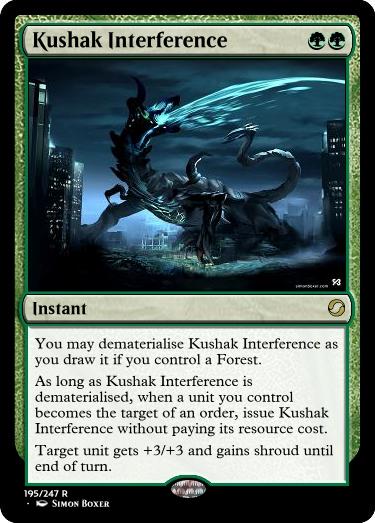 Kushak Interference
simonboxer.com
Instant
You may dematerialise Kushak Interference as
you draw it if you control a Forest.
As long as Kushak Interference is
dematerialised, when a unit you control
becomes the target of an order, issue Kushak
Interference without paying its resource cost.
Target unit gets +3/+3 and gains shroud until
end of turn.
195/247 R
· Simon Boxer